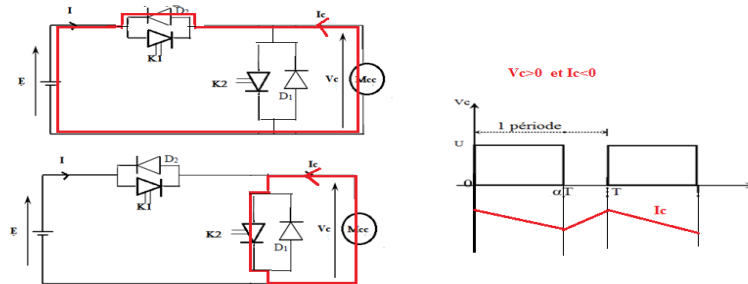 I
D2
Ic
K1
E
K2
D1
Vc
Mcc
I
D2
Ic
K1
E
K2
D1
Vc
Mcc
Vc>0 et Ic<0
Vc
1 période
U
O
αT
T
Ic